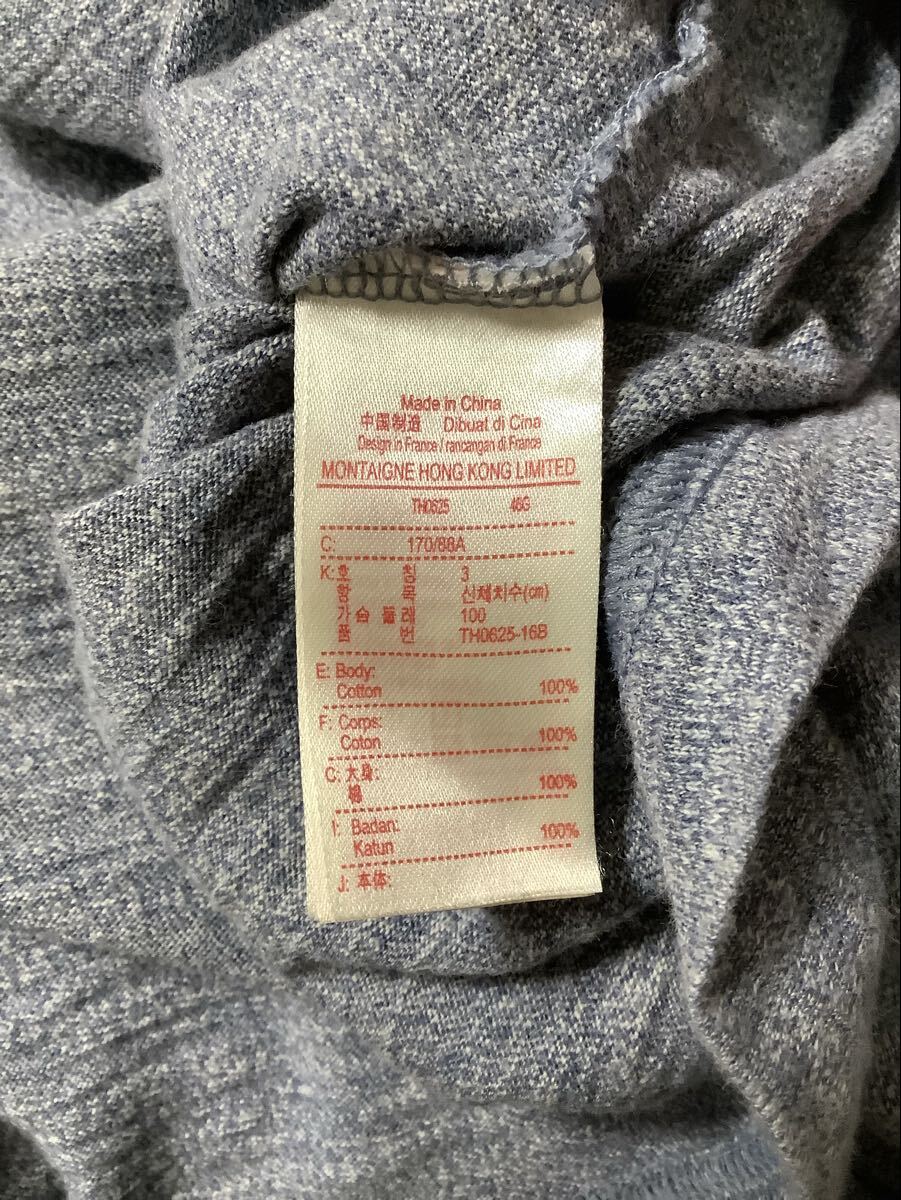 Made in China
中国制造 Dibuat di Cina
Design in France / rancangan di France
MONTAIGNE HONG KONG LIMITED
TH0625 46G
C: 170/88A
K: 호 칭 3
항 목 신체치수(cm)
가슴둘레 100
품 번 TH0625-16B
E: Body:
Cotton 100%
F: Corps:
Coton 100%
C: 大身:
棉 100%
I: Badan:
Katun 100%
J: 本体: